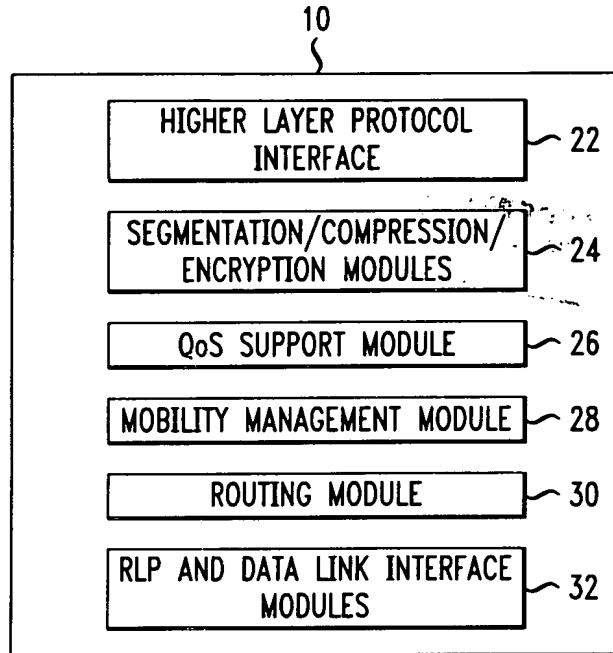 10
HIGHER LAYER PROTOCOL
INTERFACE
22
SEGMENTATION/COMPRESSION/
ENCRYPTION MODULES
24
QoS SUPPORT MODULE
26
MOBILITY MANAGEMENT MODULE
28
ROUTING MODULE
30
RLP AND DATA LINK INTERFACE
MODULES
32